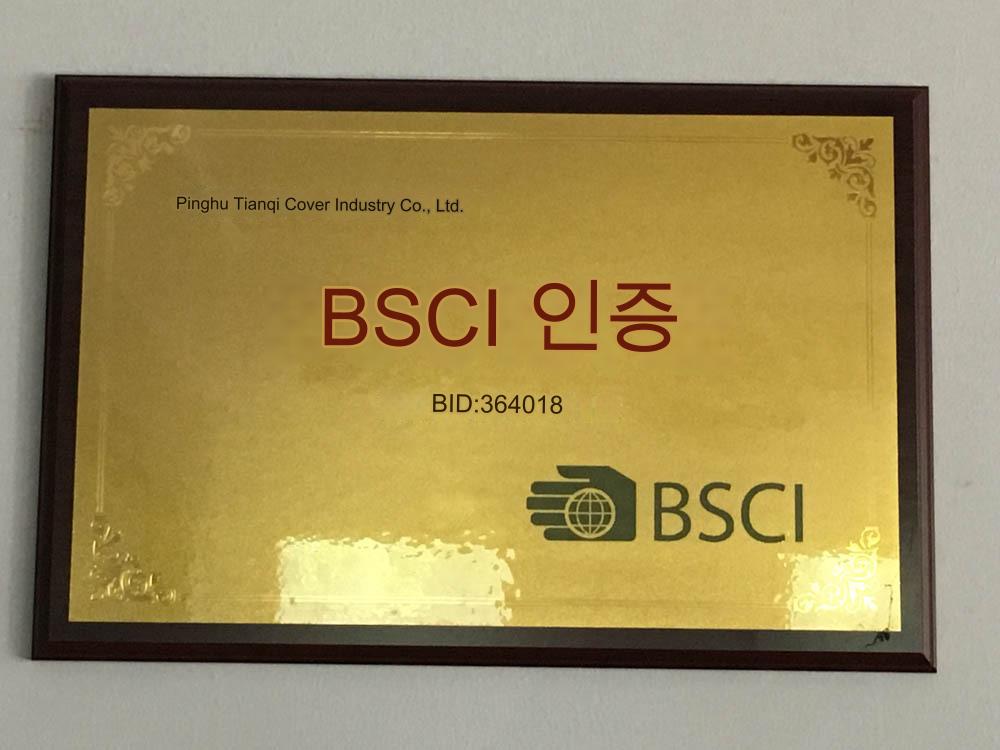 Pinghu Tianqi Cover Industry Co., Ltd.
BSCI 인증
BID:364018
BSCI